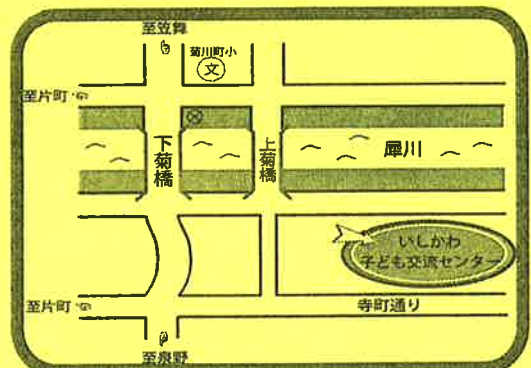 至笠舞
菊川町小
文
至片町
下菊橋
上菊橋
犀川
いしかわ
子ども交流センター
至片町
寺町通り
至泉野